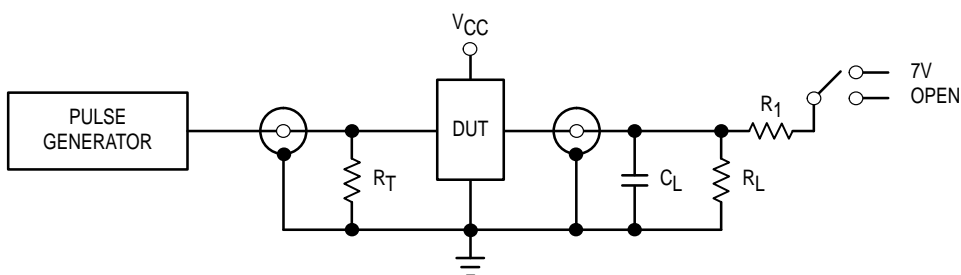 VCC
7V
OPEN
PULSE
GENERATOR
DUT
R1
RT
CL
RL